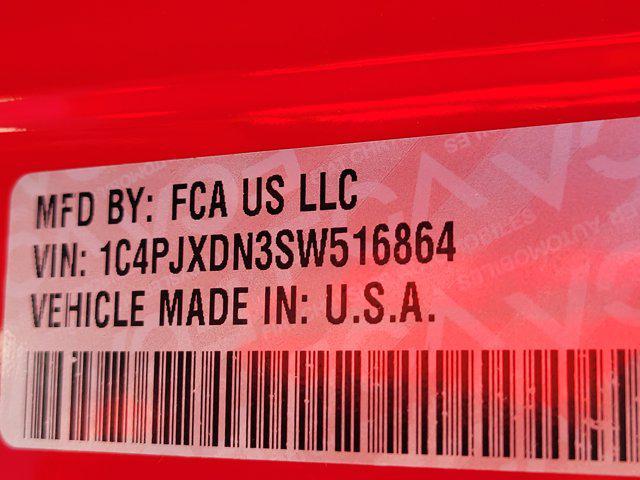 MFD BY: FCA US LLC
VIN: 1C4PJXDN3SW516864
VEHICLE MADE IN: U.S.A.